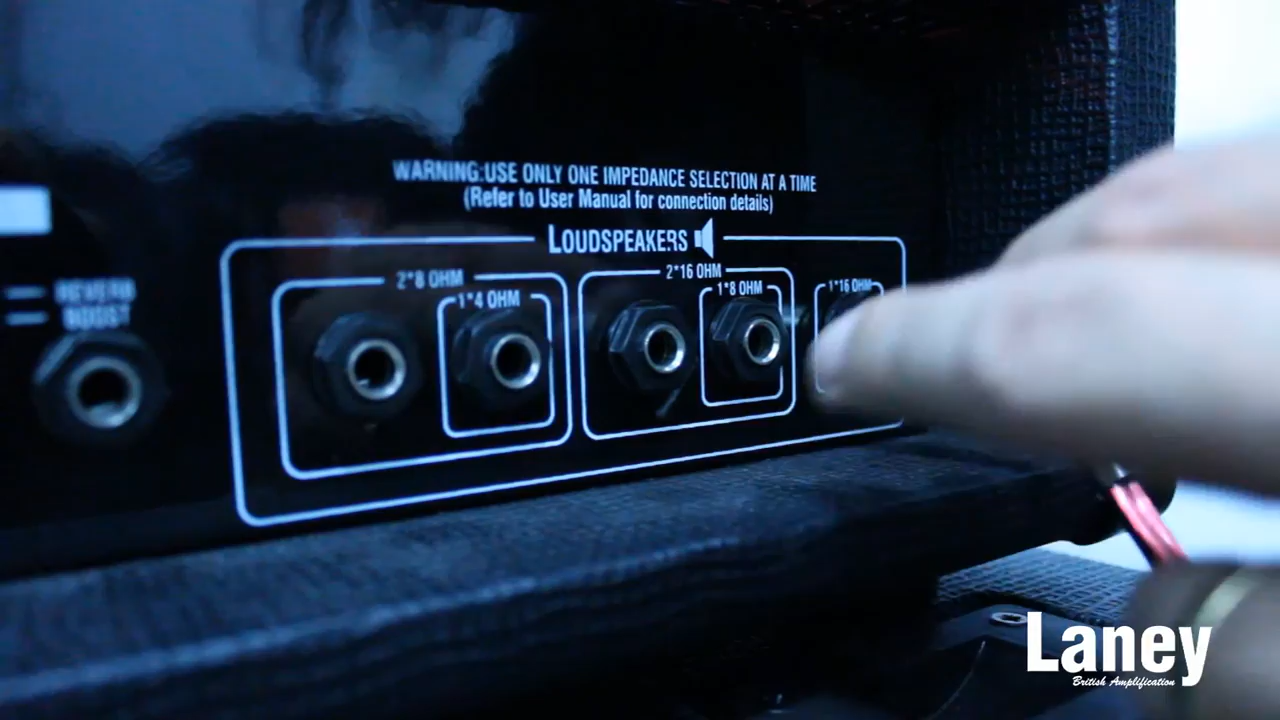 WARNING:USE ONLY ONE IMPEDANCE SELECTION AT A TIME
(Refer to User Manual for connection details)
LOUDSPEAKERS
2*8 OHM
1*4 OHM
2*16 OHM
1*8 OHM
1*16 OHM
REVERB
BOOST
Laney
British Amplification